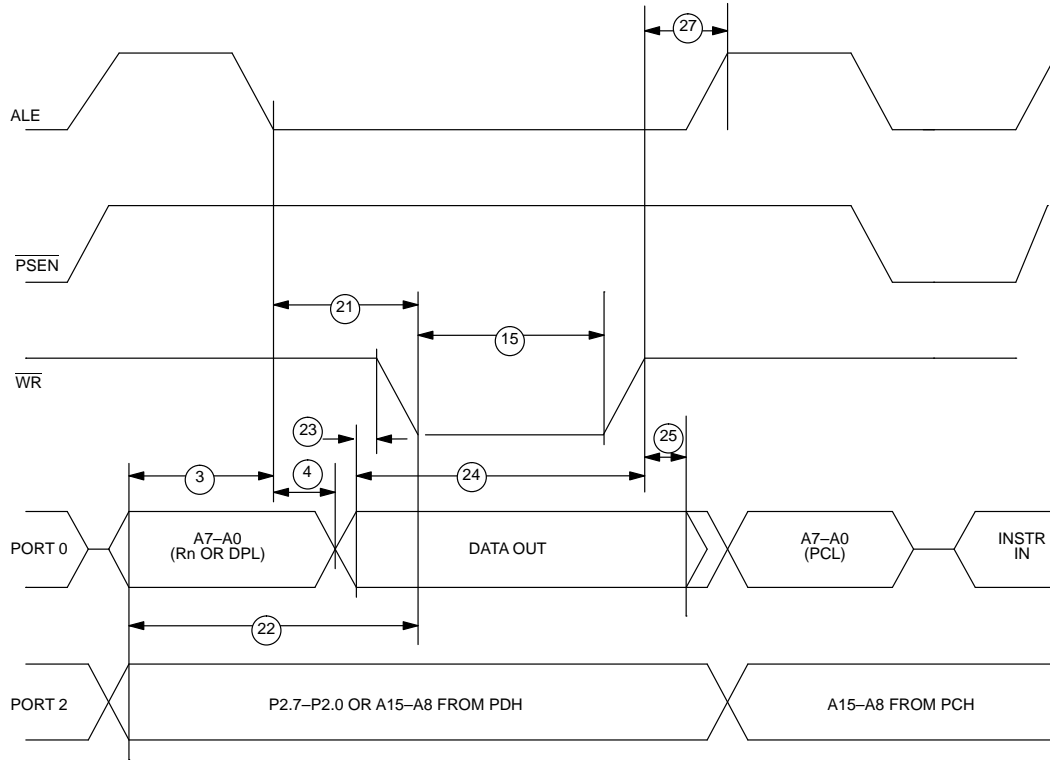 27
ALE
PSEN
21
15
WR
23
25
3
4
24
PORT 0
A7–A0
(Rn OR DPL)
DATA OUT
A7–A0
(PCL)
INSTR
IN
22
PORT 2
P2.7–P2.0 OR A15–A8 FROM PDH
A15–A8 FROM PCH